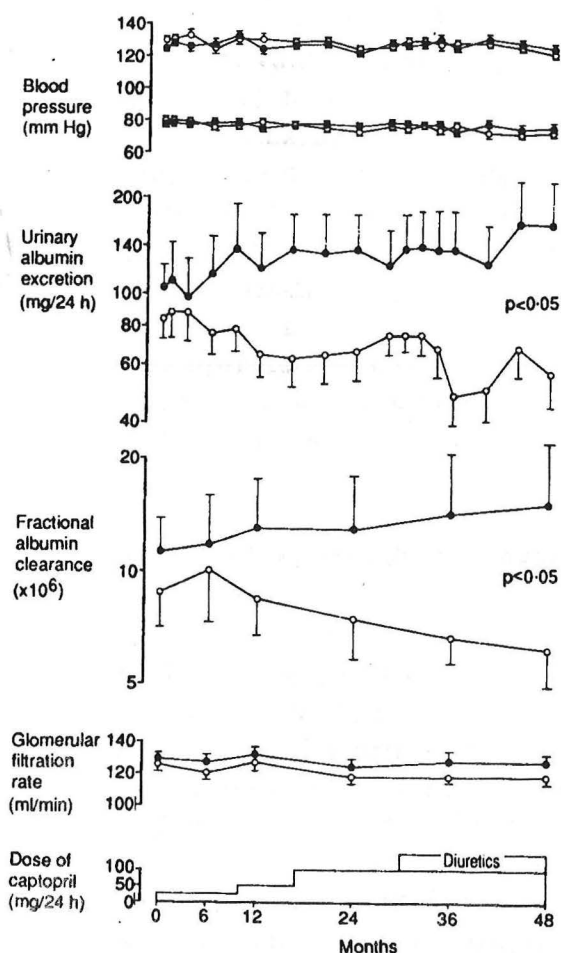 140
120
100
80
60
Blood
pressure
(mm Hg)
200
140
100
80
60
40
Urinary
albumin
excretion
(mg/24 h)
p<0·05
20
10
5
Fractional
albumin
clearance
(x10⁶)
p<0·05
140
120
100
Glomerular
filtration
rate
(ml/min)
100
50
0
Dose of
captopril
(mg/24 h)
Diuretics
0 6 12 24 36 48
Months